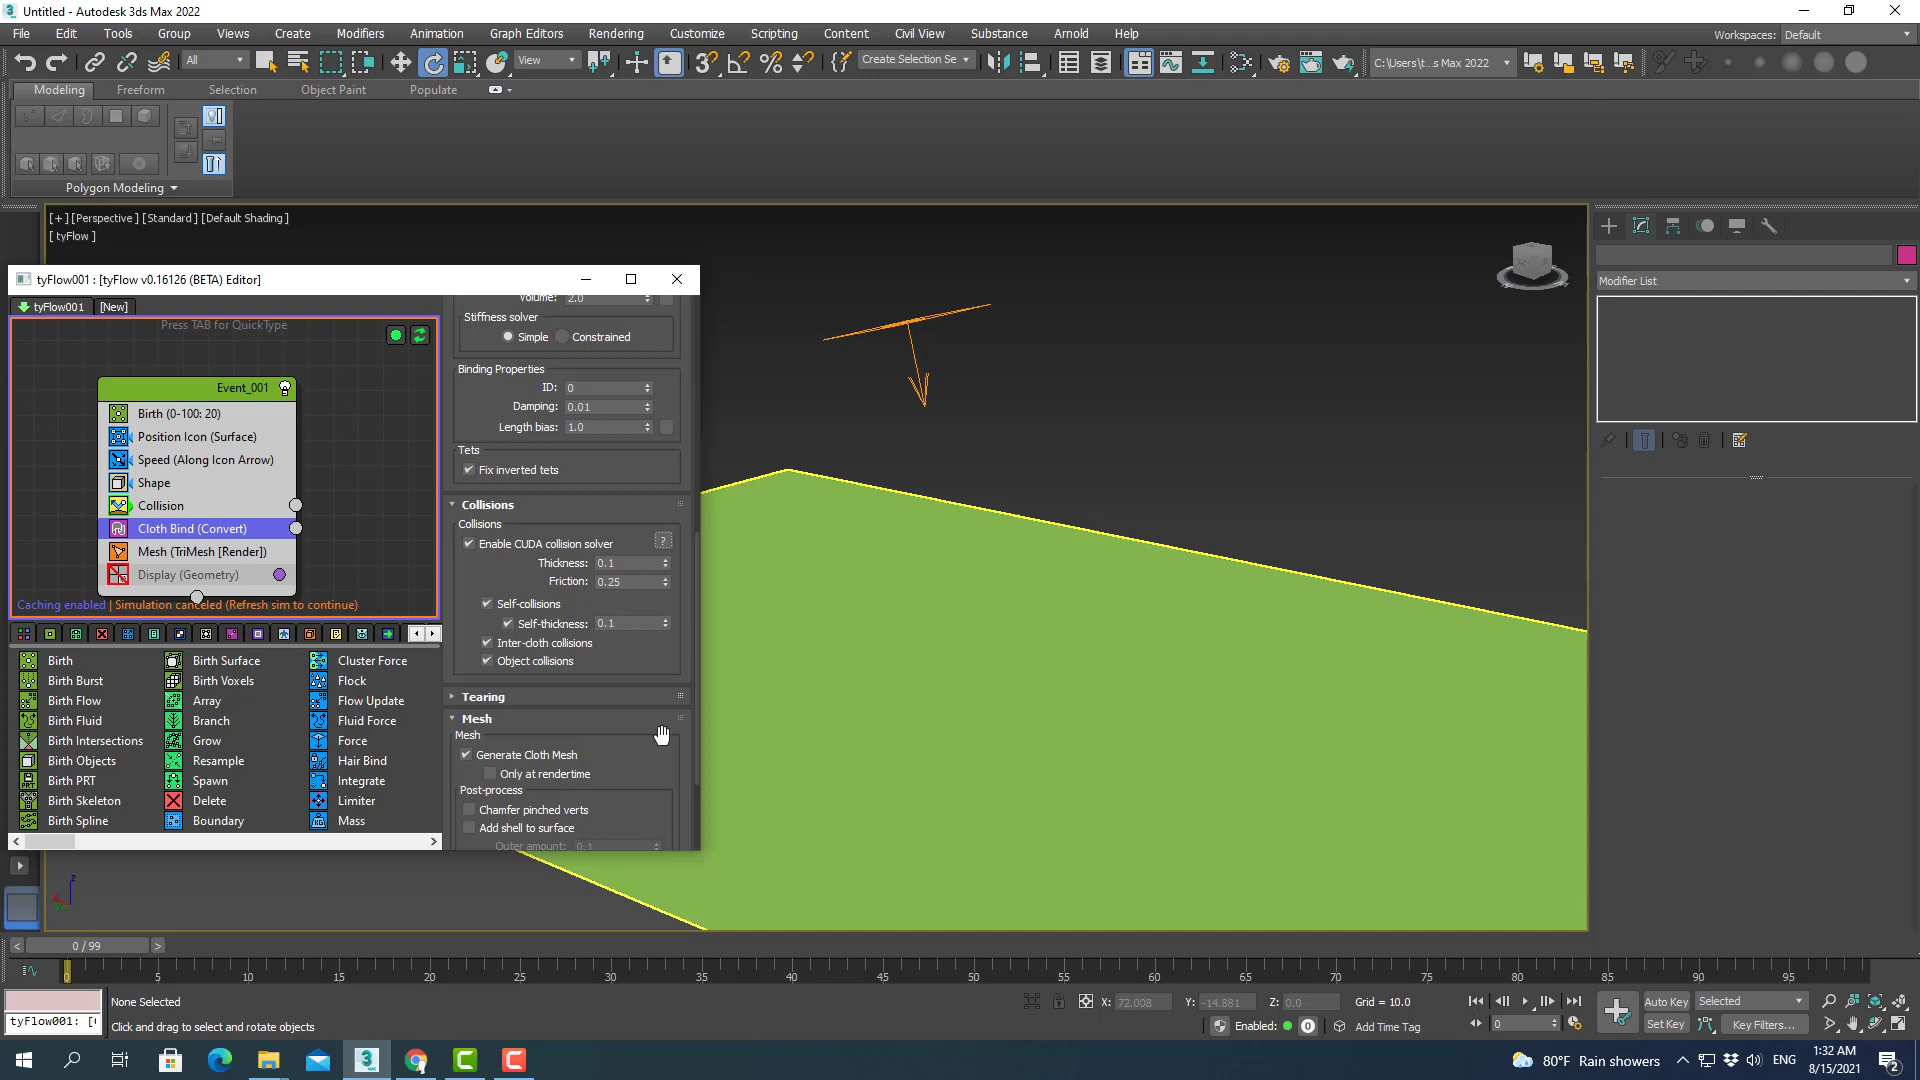 Untitled - Autodesk 3ds Max 2022
File Edit Tools Group Views Create Modifiers Animation Graph Editors Rendering Customize Scripting Content Civil View Substance Arnold Help
Workspaces: Default
All View Create Selection Se C:\Users\t...s Max 2022
Modeling Freeform Selection Object Paint Populate
Polygon Modeling
[+] [Perspective] [Standard] [Default Shading]
[ tyFlow ]
tyFlow001 : [tyFlow v0.16126 (BETA) Editor]
tyFlow001 [New]
Press TAB for QuickType
Event_001
Birth (0-100: 20)
Position Icon (Surface)
Speed (Along Icon Arrow)
Shape
Collision
Cloth Bind (Convert)
Mesh (TriMesh [Render])
Display (Geometry)
Caching enabled | Simulation canceled (Refresh sim to continue)
Birth Birth Surface Cluster Force
Birth Burst Birth Voxels Flock
Birth Flow Array Flow Update
Birth Fluid Branch Fluid Force
Birth Intersections Grow Force
Birth Objects Resample Hair Bind
Birth PRT Spawn Integrate
Birth Skeleton Delete Limiter
Birth Spline Boundary Mass
Volume: 2.0
Stiffness solver
Simple Constrained
Binding Properties
ID: 0
Damping: 0.01
Length bias: 1.0
Tets
Fix inverted tets
Collisions
Collisions
Enable CUDA collision solver ?
Thickness: 0.1
Friction: 0.25
Self-collisions
Self-thickness: 0.1
Inter-cloth collisions
Object collisions
Tearing
Mesh
Mesh
Generate Cloth Mesh
Only at rendertime
Post-process
Chamfer pinched verts
Add shell to surface
Outer amount: 0.1
Modifier List
0 / 99
0 5 10 15 20 25 30 35 40 45 50 55 60 65 70 75 80 85 90 95
None Selected
X: 72.008 Y: -14.881 Z: 0.0 Grid = 10.0
Auto Key Selected
tyFlow001: [
Click and drag to select and rotate objects
Enabled: 0 Add Time Tag
0
Set Key Key Filters...
80°F Rain showers
ENG
1:32 AM
8/15/2021
2